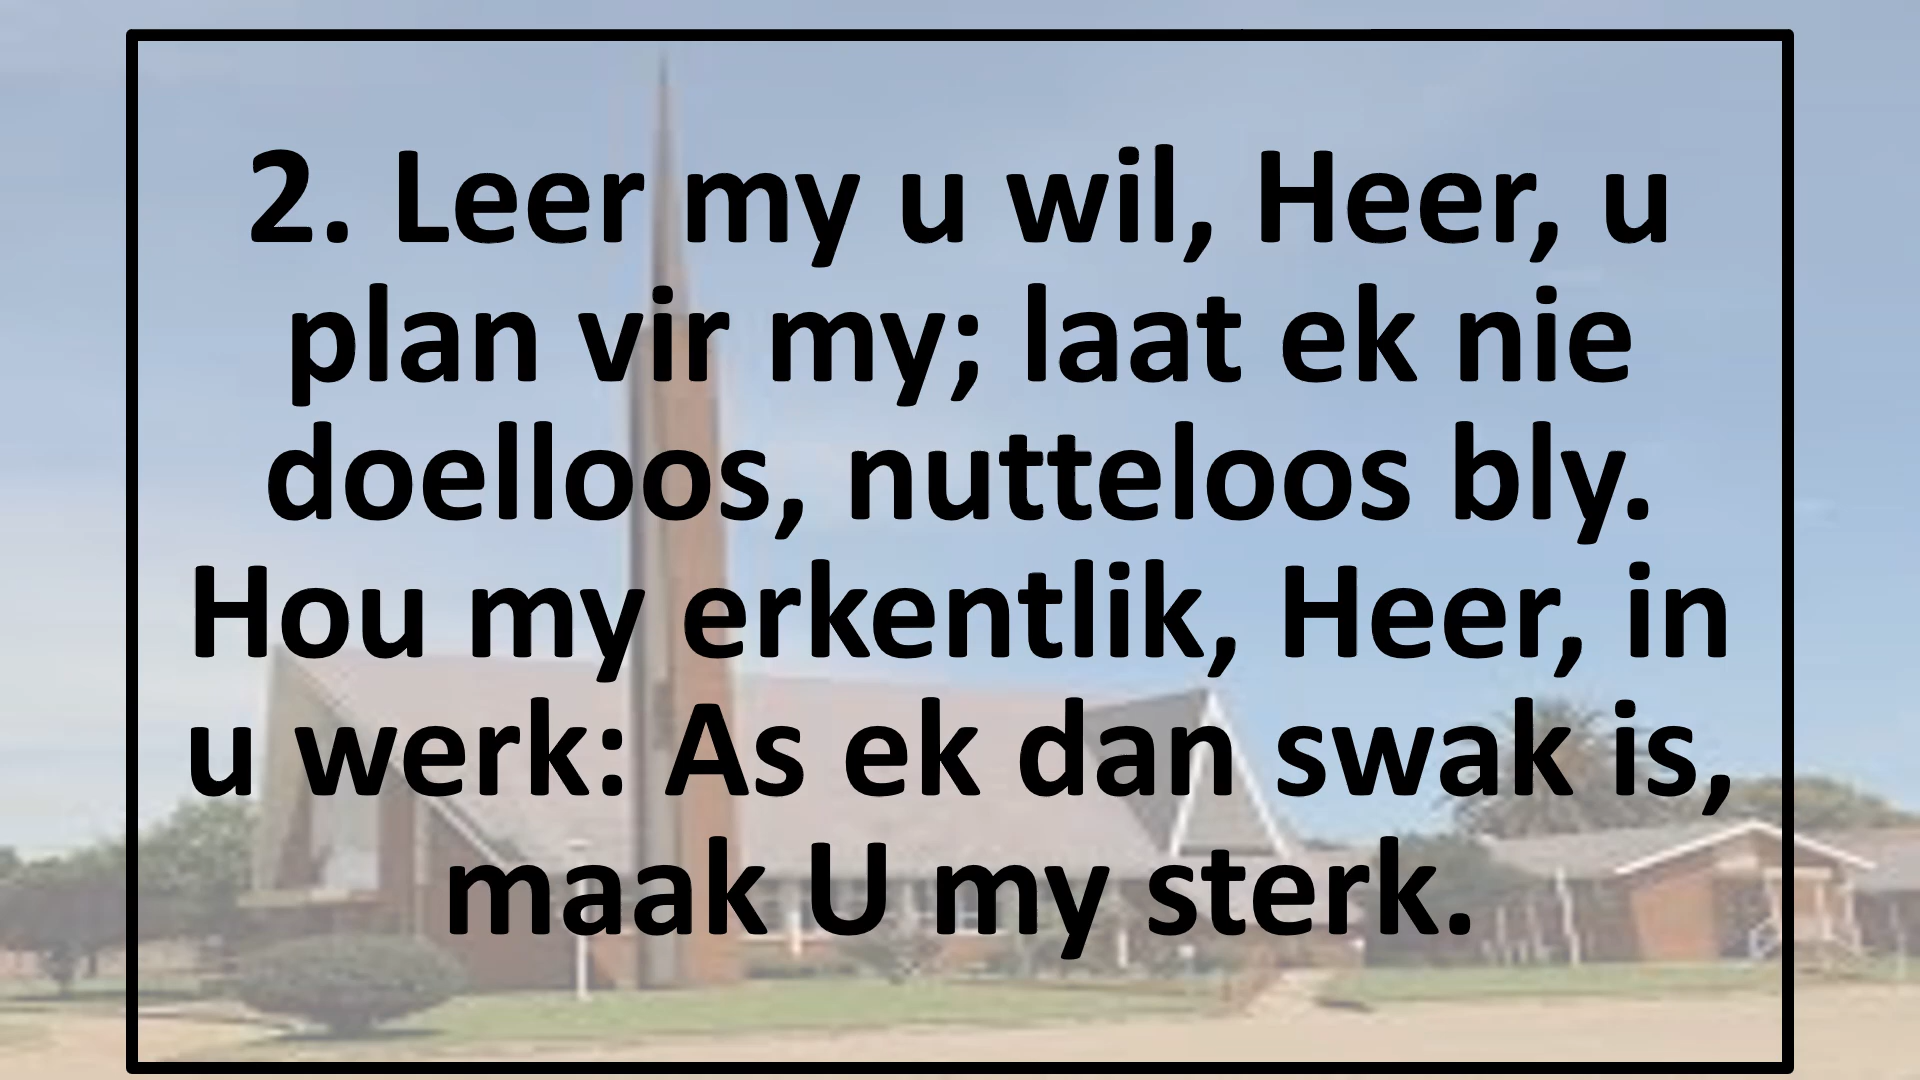 2. Leer my u wil, Heer, u
plan vir my; laat ek nie
doelloos, nutteloos bly.
Hou my erkentlik, Heer, in
u werk: As ek dan swak is,
maak U my sterk.